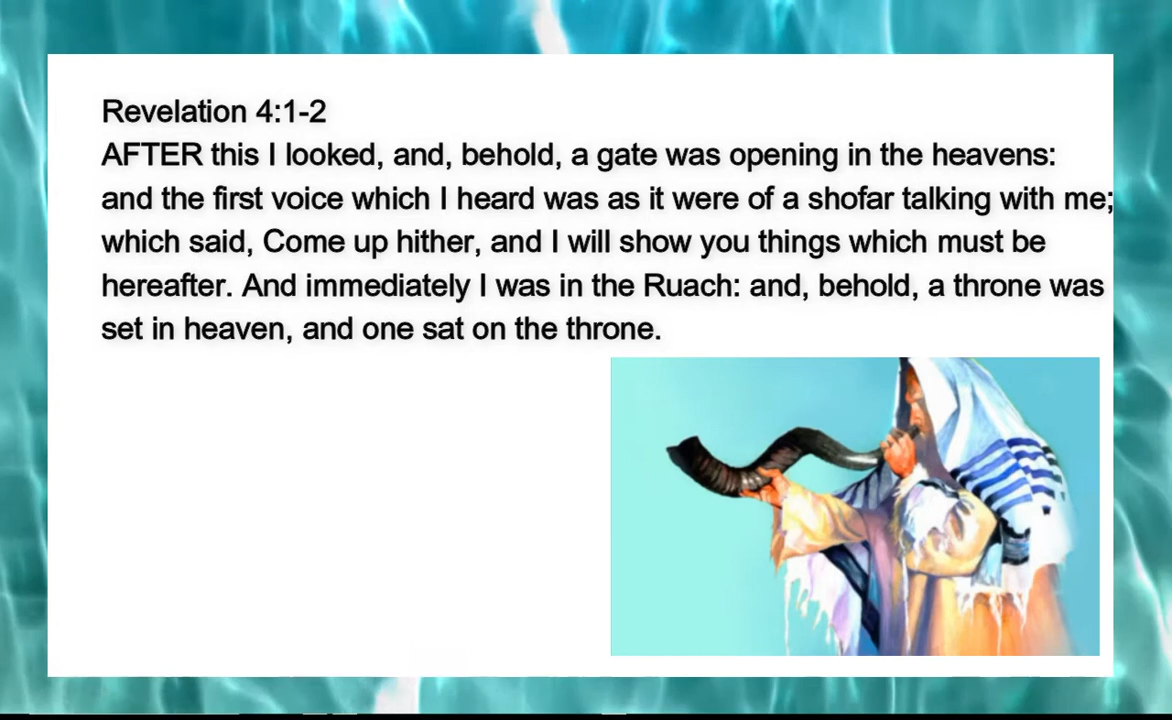 Revelation 4:1-2
AFTER this I looked, and, behold, a gate was opening in the heavens:
and the first voice which I heard was as it were of a shofar talking with me;
which said, Come up hither, and I will show you things which must be
hereafter. And immediately I was in the Ruach: and, behold, a throne was
set in heaven, and one sat on the throne.